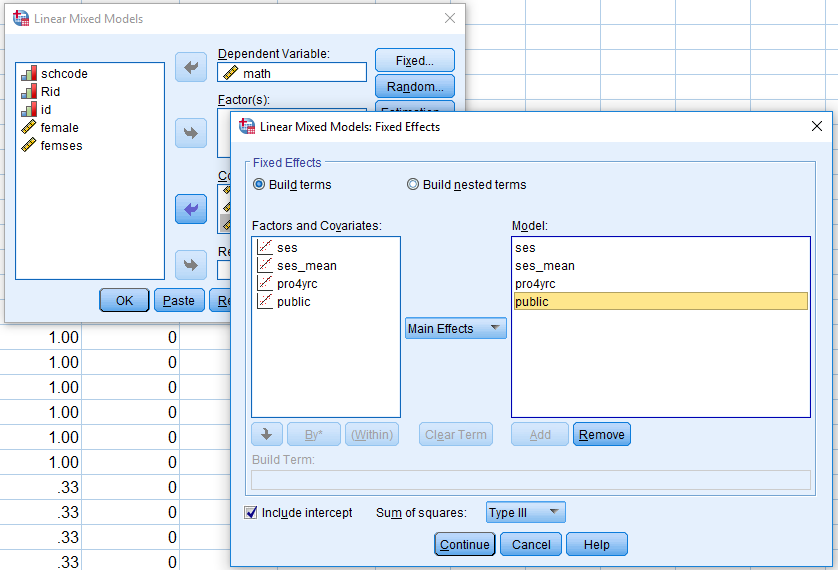 Linear Mixed Models
Dependent Variable:
math
Fixed...
Random...
schcode
Rid
id
female
femses
Factor(s):
OK
Paste
Linear Mixed Models: Fixed Effects
Fixed Effects
Build terms
Build nested terms
Factors and Covariates:
Model:
ses
ses_mean
pro4yrc
public
Main Effects
ses
ses_mean
pro4yrc
public
By*
(Within)
Clear Term
Add
Remove
Build Term:
Include intercept
Sum of squares:
Type III
Continue
Cancel
Help
1.00 0
1.00 0
1.00 0
1.00 0
1.00 0
1.00 0
.33 0
.33 0
.33 0
.33 0